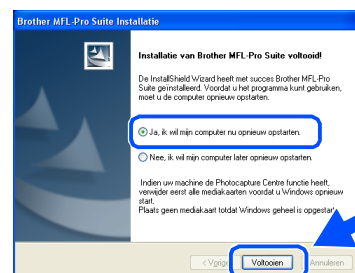 Brother MFL-Pro Suite Installatie
Installatie van Brother MFL-Pro Suite voltooid!
De InstallShield Wizard heeft met succes Brother MFL-Pro
Suite geïnstalleerd. Voordat u het programma kunt gebruiken,
moet u de computer opnieuw opstarten.
Ja, ik wil mijn computer nu opnieuw opstarten.
Nee, ik wil mijn computer later opnieuw opstarten.
Indien uw machine de Photocapture Centre functie heeft,
verwijder eerst alle mediakaarten voordat u Windows opnieuw
start.
Plaats geen mediakaart totdat Windows geheel is opgestart
< Vorige Voltooien Annuleren